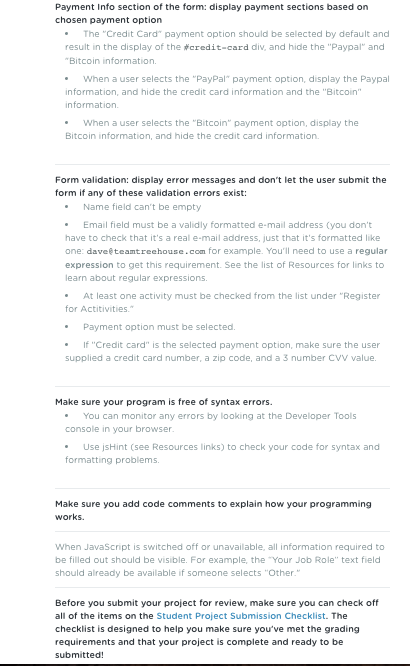 Payment Info section of the form: display payment sections based on
chosen payment option
• The "Credit Card" payment option should be selected by default and
result in the display of the #credit-card div, and hide the "Paypal" and
"Bitcoin information.
• When a user selects the "PayPal" payment option, display the Paypal
information, and hide the credit card information and the "Bitcoin"
information.
• When a user selects the "Bitcoin" payment option, display the
Bitcoin information, and hide the credit card information.
Form validation: display error messages and don't let the user submit the
form if any of these validation errors exist:
• Name field can't be empty
• Email field must be a validly formatted e-mail address (you don't
have to check that it's a real e-mail address, just that it's formatted like
one: dave@teamtreehouse.com for example. You'll need to use a regular
expression to get this requirement. See the list of Resources for links to
learn about regular expressions.
• At least one activity must be checked from the list under "Register
for Actitivities."
• Payment option must be selected.
• If "Credit card" is the selected payment option, make sure the user
supplied a credit card number, a zip code, and a 3 number CVV value.
Make sure your program is free of syntax errors.
• You can monitor any errors by looking at the Developer Tools
console in your browser.
• Use jsHint (see Resources links) to check your code for syntax and
formatting problems.
Make sure you add code comments to explain how your programming
works.
When JavaScript is switched off or unavailable, all information required to
be filled out should be visible. For example, the "Your Job Role" text field
should already be available if someone selects "Other."
Before you submit your project for review, make sure you can check off
all of the items on the Student Project Submission Checklist. The
checklist is designed to help you make sure you've met the grading
requirements and that your project is complete and ready to be
submitted!